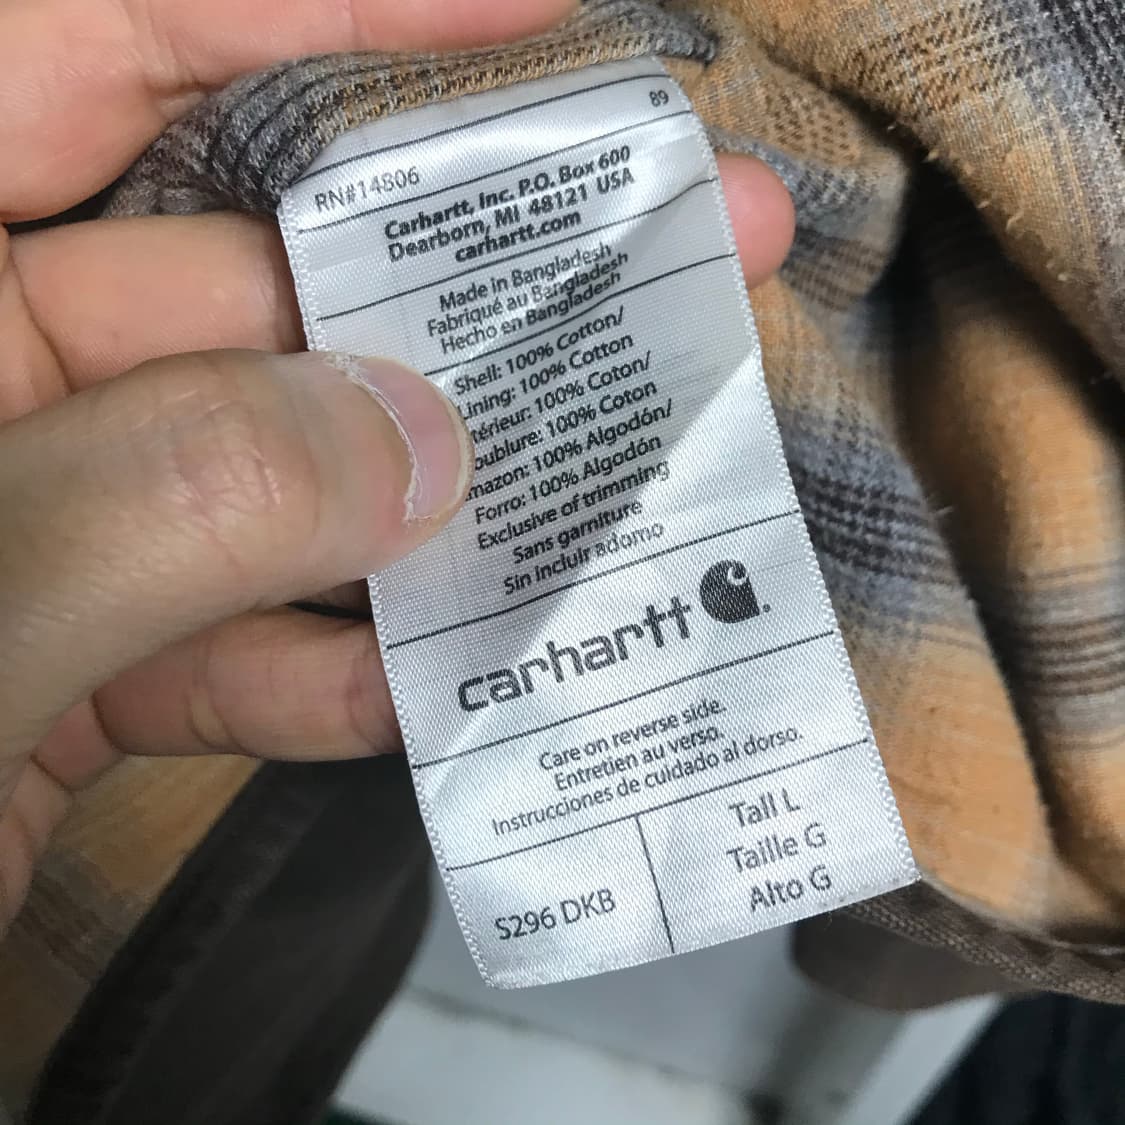 89
RN#14806
Carhartt, Inc. P.O. Box 600
Dearborn, MI 48121 USA
carhartt.com
Made in Bangladesh
Fabriqué au Bangladesh
Hecho en Bangladesh
Shell: 100% Cotton/
Lining: 100% Cotton
térieur: 100% Coton/
oublure: 100% Coton
mazon: 100% Algodón/
Forro: 100% Algodón
Exclusive of trimming
Sans garniture
Sin incluir adorno
carhartt
Care on reverse side.
Entretien au verso.
Instrucciones de cuidado al dorso.
S296 DKB
Tall L
Taille G
Alto G